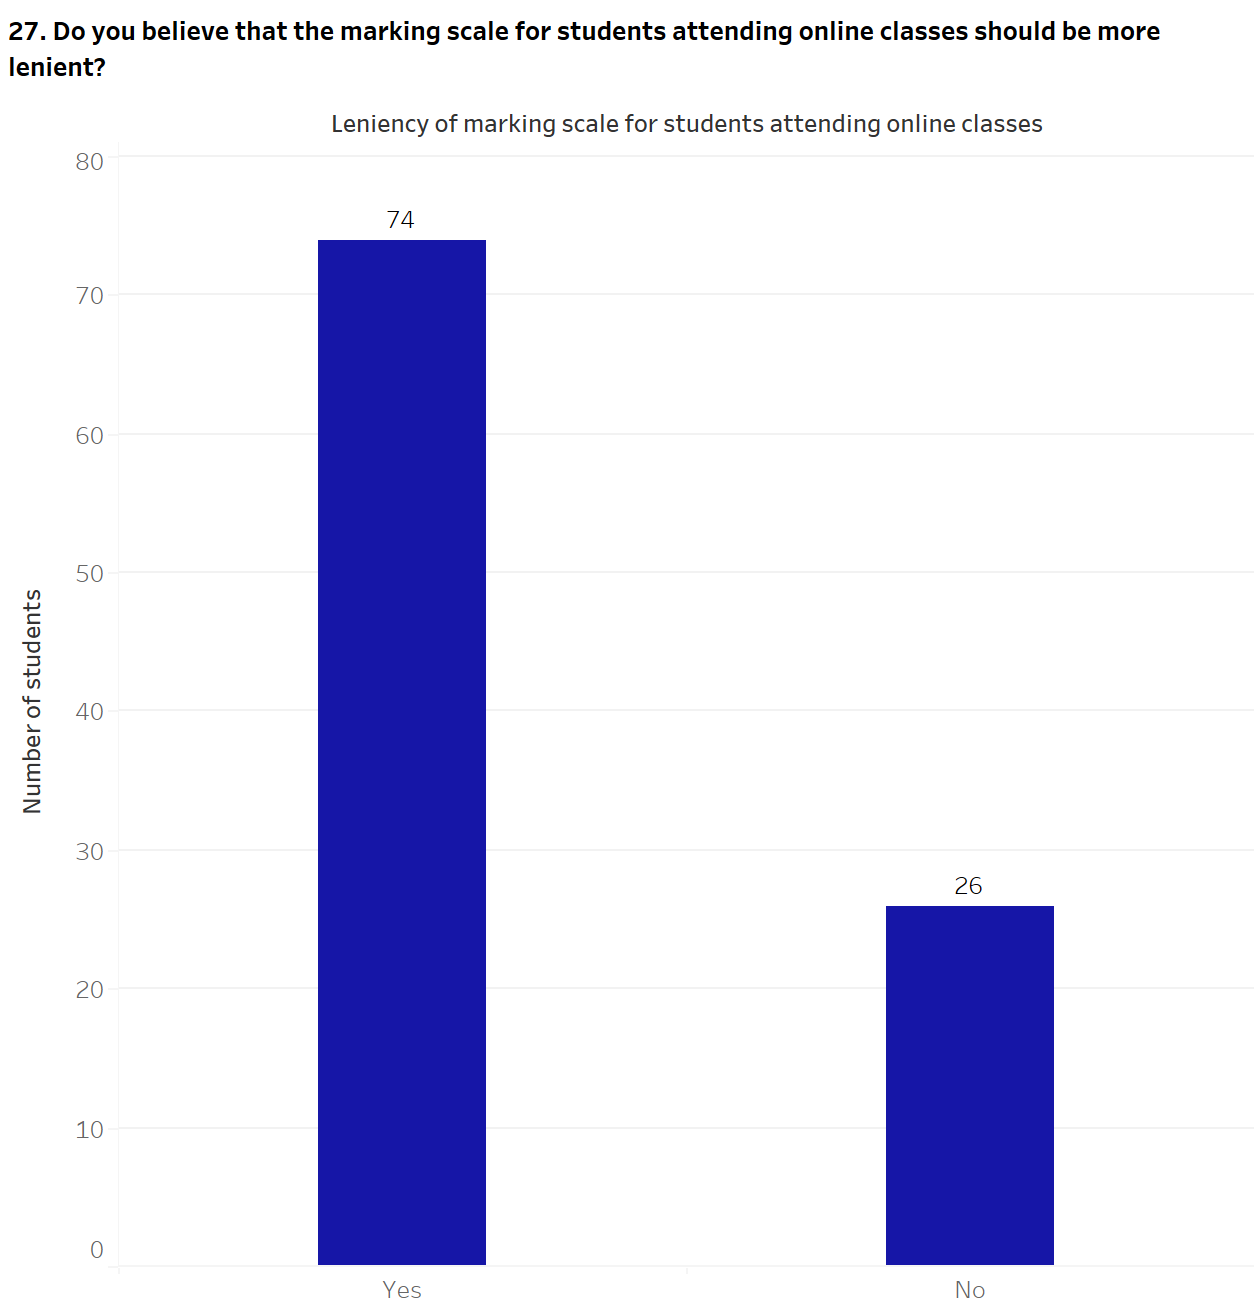 27. Do you believe that the marking scale for students attending online classes should be more
lenient?
Leniency of marking scale for students attending online classes
80
74
70
60
50
Number of students
40
30
26
20
10
0
Yes
No